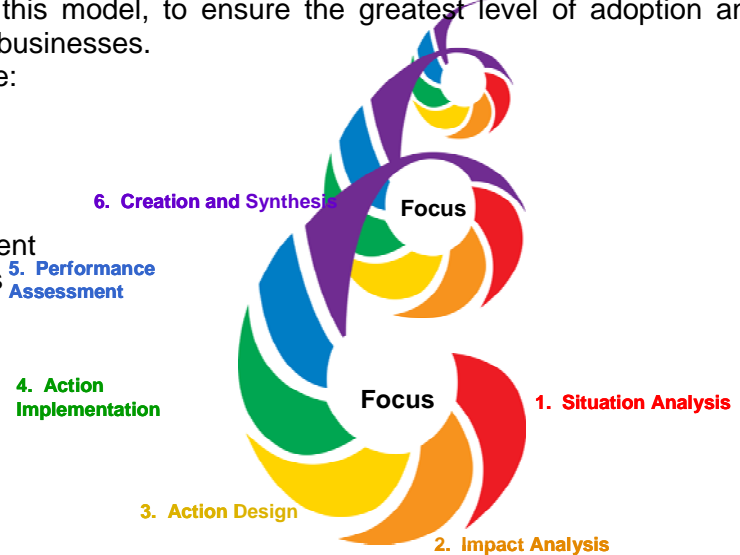 this model, to ensure the greatest level of adoption an
businesses.
e:
6. Creation and Synthesis
Focus
ent
5. Performance
s
Assessment
4. Action
Implementation
Focus
1. Situation Analysis
3. Action Design
2. Impact Analysis